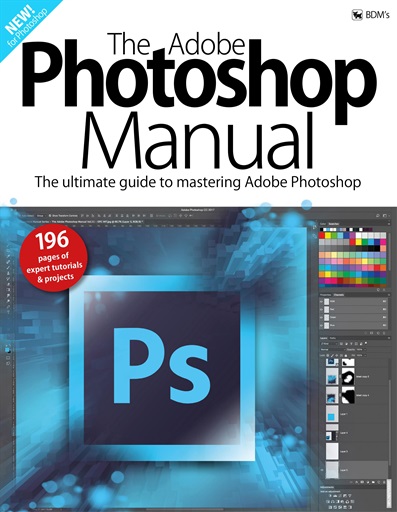 NEW!
for Photoshop
BDM's
The Adobe
Photoshop
Manual
The ultimate guide to mastering Adobe Photoshop
196
pages of
expert tutorials
& projects
Ps